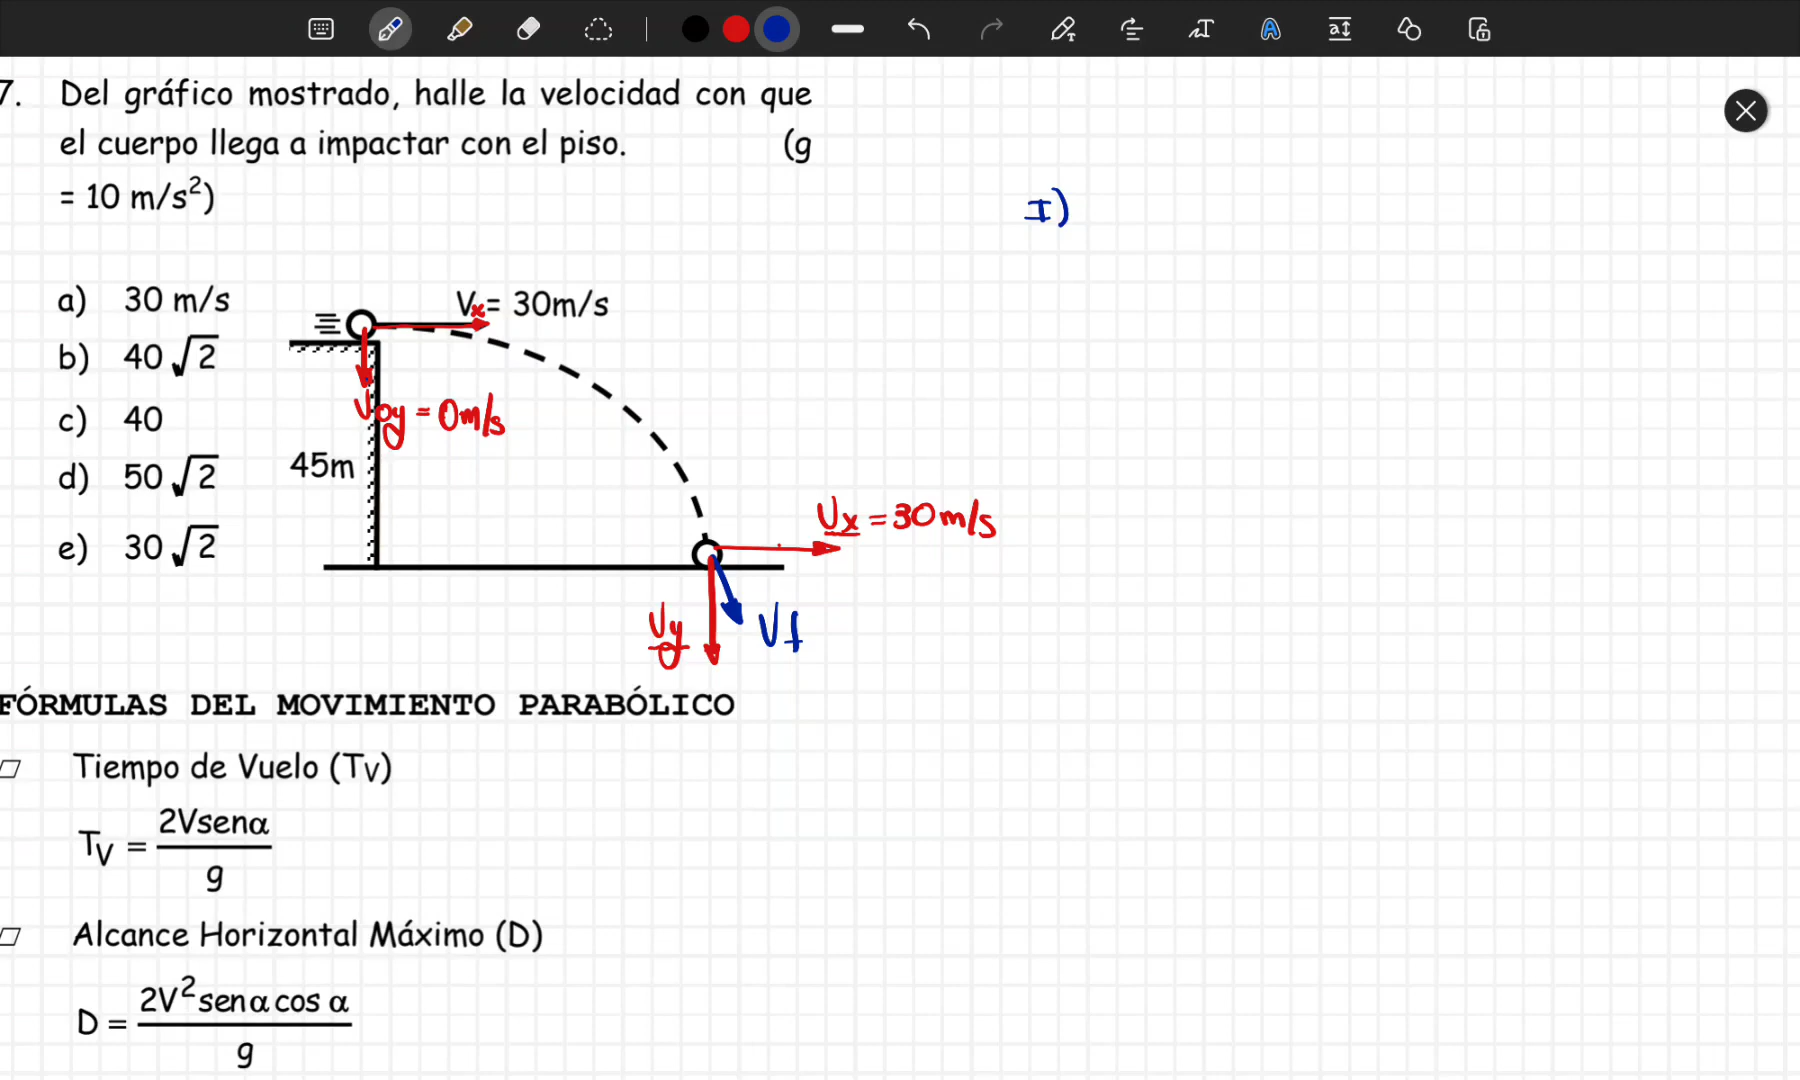 7. Del gráfico mostrado, halle la velocidad con que
el cuerpo llega a impactar con el piso. (g
= 10 m/s²)
I)
a) 30 m/s
b) 40√2
c) 40
d) 50√2
e) 30√2
Vx = 30m/s
Voy = 0m/s
45m
Vx = 30m/s
Vy
Vf
FÓRMULAS DEL MOVIMIENTO PARABÓLICO
Tiempo de Vuelo (TV)
TV = 2Vsenα / g
Alcance Horizontal Máximo (D)
D = 2V² senα cos α / g